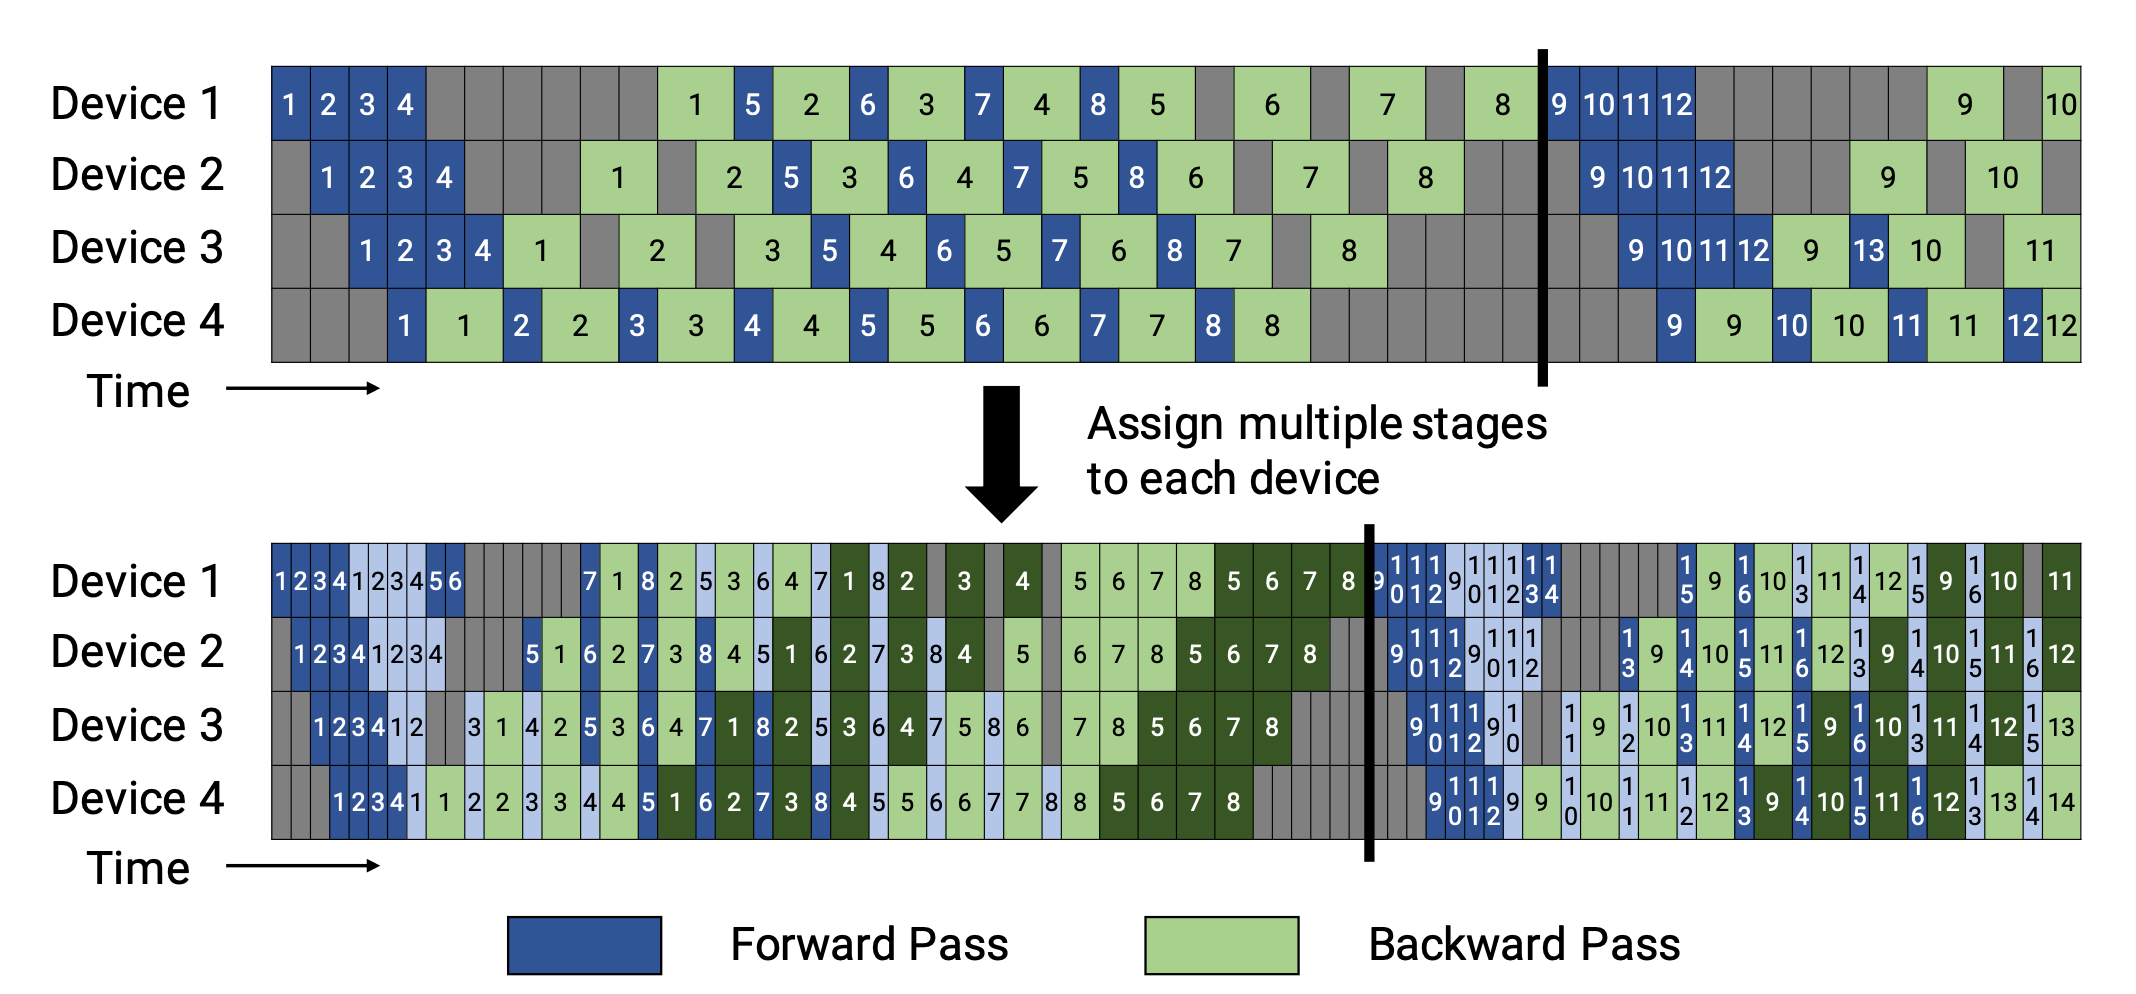 Device 1 1 2 3 4 1 5 2 6 3 7 4 8 5 6 7 8 9 10 11 12 9 10
Device 2 1 2 3 4 1 2 5 3 6 4 7 5 8 6 7 8 9 10 11 12 9 10
Device 3 1 2 3 4 1 2 3 5 4 6 5 7 6 8 7 8 9 10 11 12 9 13 10 11
Device 4 1 1 2 2 3 3 4 4 5 5 6 6 7 7 8 8 9 9 10 10 11 11 12 12
Time
Assign multiple stages
to each device
Device 1 1 2 3 4 1 2 3 4 5 6 7 1 8 2 5 3 6 4 7 1 8 2 3 4 5 6 7 8 5 6 7 8 9 10 11 12 9 10 11 12 13 14 15 9 16 10 13 11 14 12 15 9 16 10 11
Device 2 1 2 3 4 1 2 3 4 5 1 6 2 7 3 8 4 5 1 6 2 7 3 8 4 5 6 7 8 5 6 7 8 9 10 11 12 9 10 11 12 13 9 14 10 15 11 16 12 13 9 14 10 15 11 16 12
Device 3 1 2 3 4 1 2 3 1 4 2 5 3 6 4 7 1 8 2 5 3 6 4 7 5 8 6 7 8 5 6 7 8 9 10 11 12 9 10 11 9 12 10 13 11 14 12 15 9 16 10 13 11 14 12 15 13
Device 4 1 2 3 4 1 1 2 2 3 3 4 4 5 1 6 2 7 3 8 4 5 5 6 6 7 7 8 8 5 6 7 8 9 10 11 12 9 9 10 10 11 11 12 12 13 9 14 10 15 11 16 12 13 13 14 14
Time
Forward Pass Backward Pass